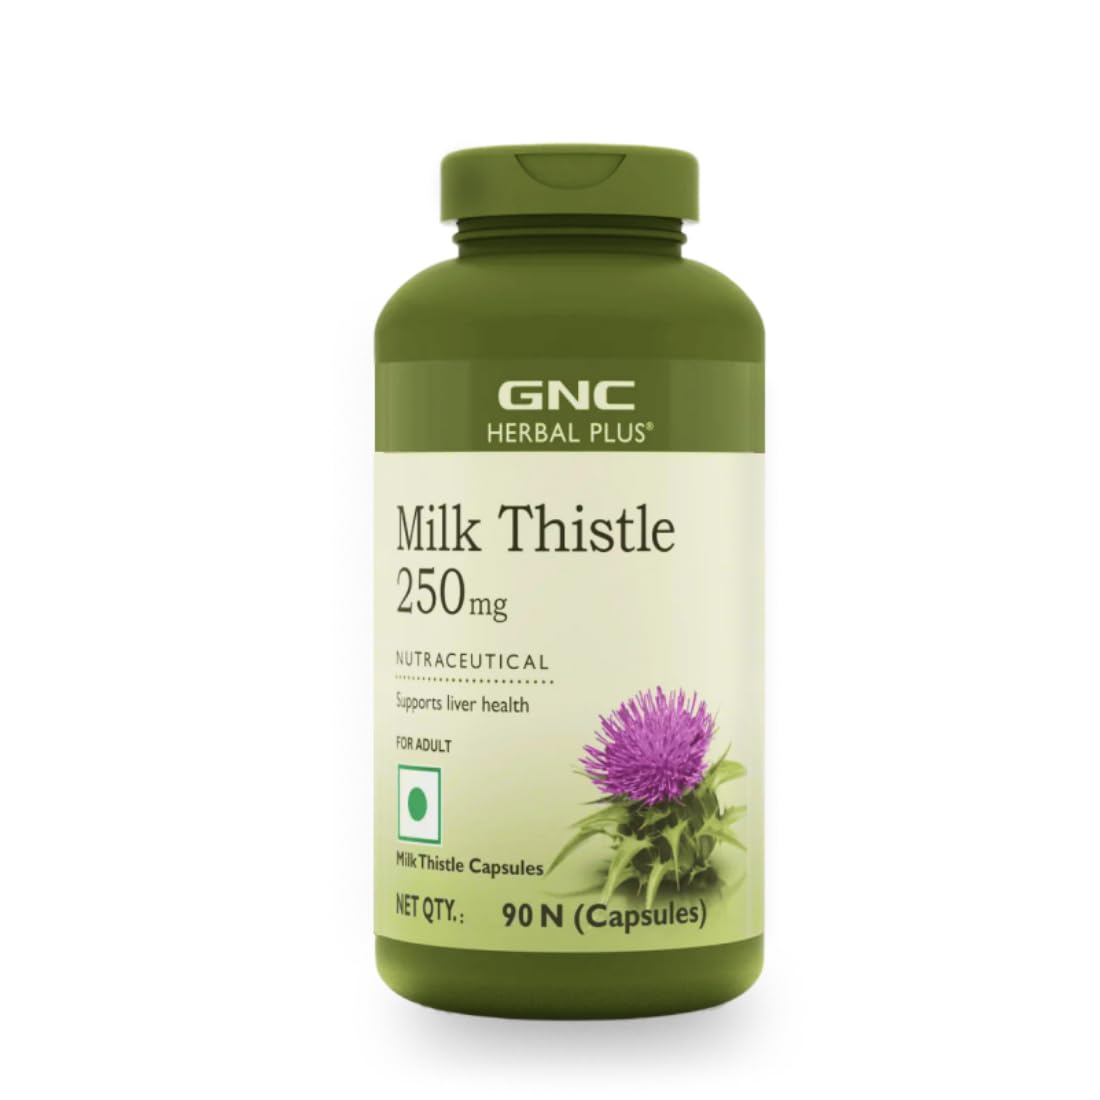 GNC
HERBAL PLUS®
Milk Thistle
250mg
NUTRACEUTICAL
Supports liver health
FOR ADULT
Milk Thistle Capsules
NET QTY.: 90 N (Capsules)